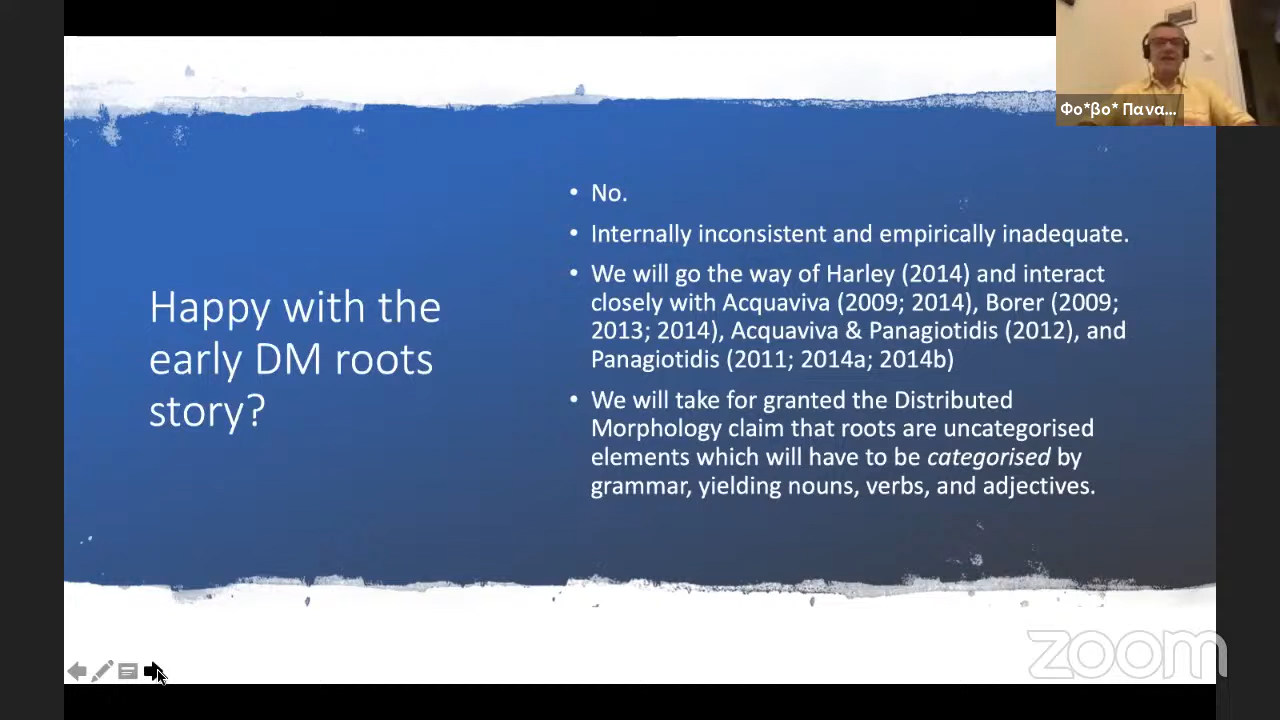 Φο*βο* Πανα...
Happy with the
early DM roots
story?
• No.
• Internally inconsistent and empirically inadequate.
• We will go the way of Harley (2014) and interact
closely with Acquaviva (2009; 2014), Borer (2009;
2013; 2014), Acquaviva & Panagiotidis (2012), and
Panagiotidis (2011; 2014a; 2014b)
• We will take for granted the Distributed
Morphology claim that roots are uncategorised
elements which will have to be categorised by
grammar, yielding nouns, verbs, and adjectives.
zoom